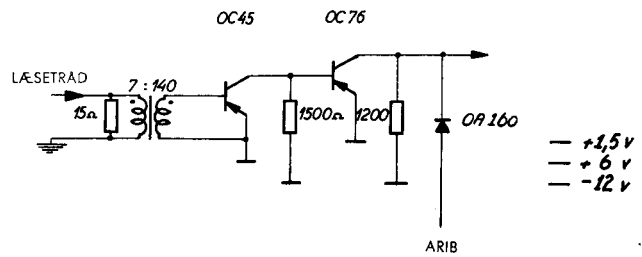 OC45
OC76
LÆSETRÅD
7 : 140
15Ω
1500Ω
1200
OA 160
+1,5 v
+ 6 v
-12 v
ARIB